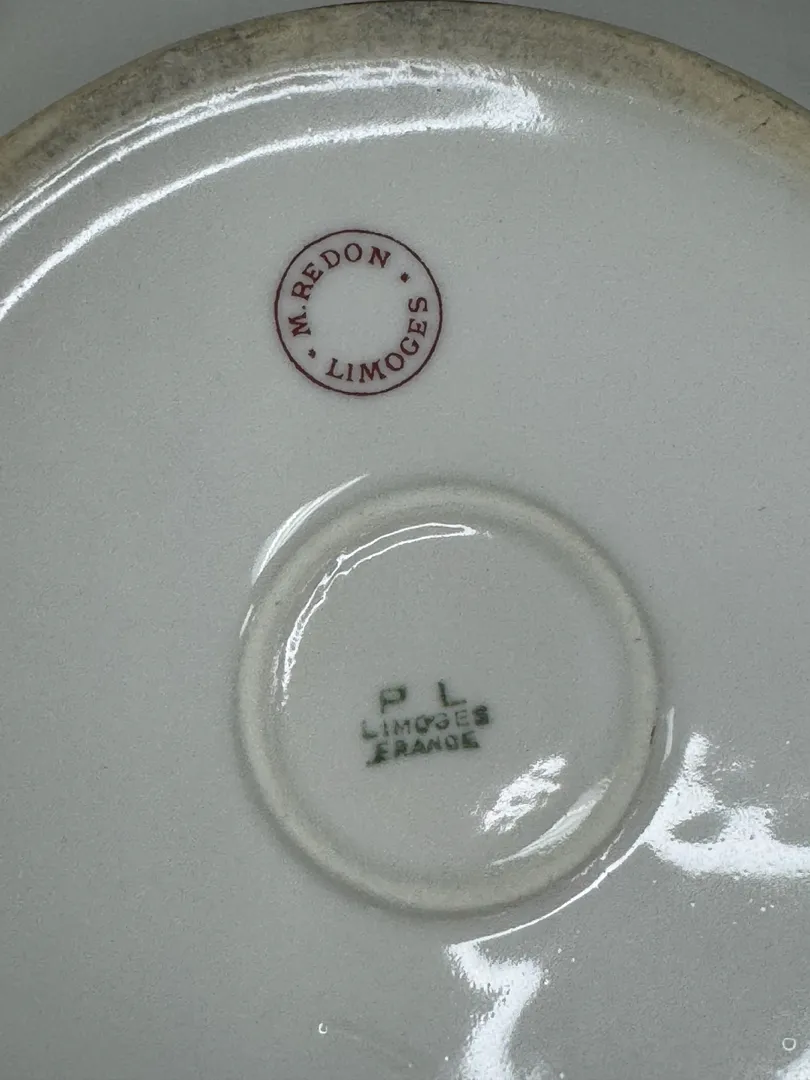 M. REDON • LIMOGES •
P L
LIMOGES
FRANCE